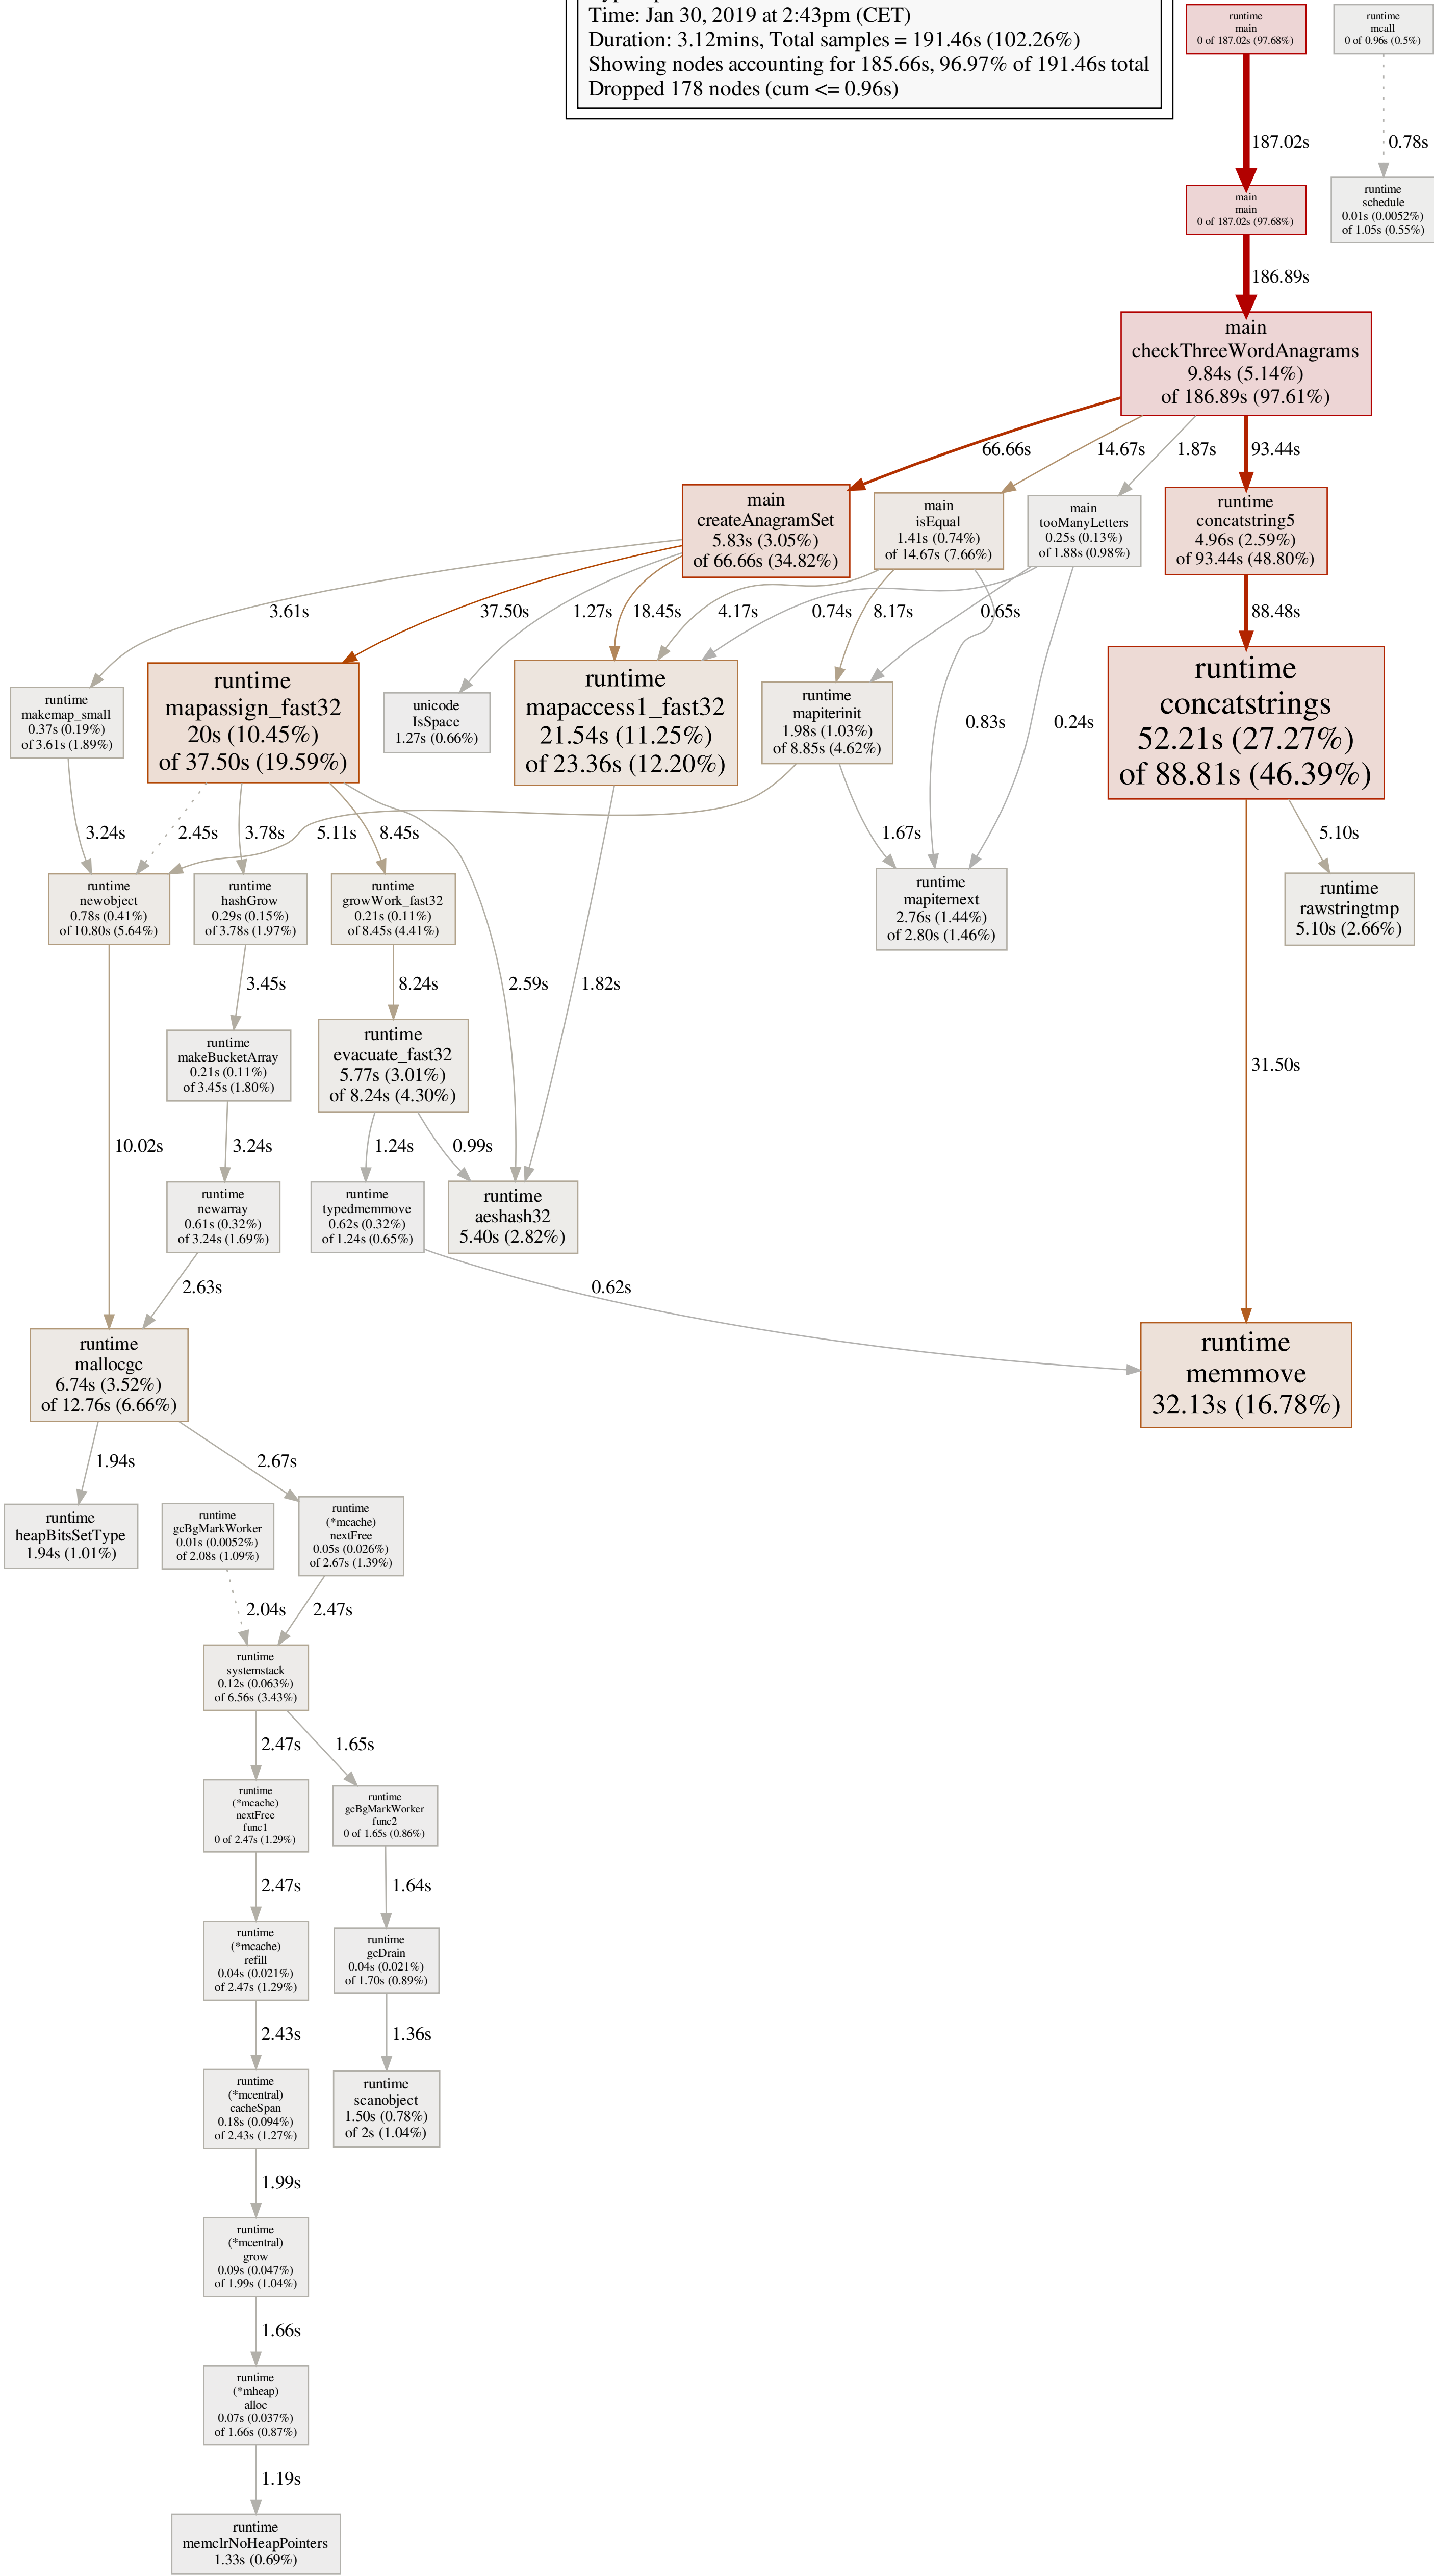 Time: Jan 30, 2019 at 2:43pm (CET)
Duration: 3.12mins, Total samples = 191.46s (102.26%)
Showing nodes accounting for 185.66s, 96.97% of 191.46s total
Dropped 178 nodes (cum <= 0.96s)
runtime
main
0 of 187.02s (97.68%)
runtime
mcall
0 of 0.96s (0.5%)
187.02s
0.78s
main
main
0 of 187.02s (97.68%)
runtime
schedule
0.01s (0.0052%)
of 1.05s (0.55%)
186.89s
main
checkThreeWordAnagrams
9.84s (5.14%)
of 186.89s (97.61%)
66.66s
14.67s
1.87s
93.44s
main
createAnagramSet
5.83s (3.05%)
of 66.66s (34.82%)
main
isEqual
1.41s (0.74%)
of 14.67s (7.66%)
main
tooManyLetters
0.25s (0.13%)
of 1.88s (0.98%)
runtime
concatstring5
4.96s (2.59%)
of 93.44s (48.80%)
3.61s
37.50s
1.27s
18.45s
4.17s
0.74s
8.17s
0.65s
88.48s
runtime
makemap_small
0.37s (0.19%)
of 3.61s (1.89%)
runtime
mapassign_fast32
20s (10.45%)
of 37.50s (19.59%)
unicode
IsSpace
1.27s (0.66%)
runtime
mapaccess1_fast32
21.54s (11.25%)
of 23.36s (12.20%)
runtime
mapiterinit
1.98s (1.03%)
of 8.85s (4.62%)
0.83s
0.24s
runtime
concatstrings
52.21s (27.27%)
of 88.81s (46.39%)
3.24s
2.45s
3.78s
5.11s
8.45s
1.67s
5.10s
runtime
newobject
0.78s (0.41%)
of 10.80s (5.64%)
runtime
hashGrow
0.29s (0.15%)
of 3.78s (1.97%)
runtime
growWork_fast32
0.21s (0.11%)
of 8.45s (4.41%)
runtime
mapiternext
2.76s (1.44%)
of 2.80s (1.46%)
runtime
rawstringtmp
5.10s (2.66%)
3.45s
8.24s
2.59s
1.82s
runtime
makeBucketArray
0.21s (0.11%)
of 3.45s (1.80%)
runtime
evacuate_fast32
5.77s (3.01%)
of 8.24s (4.30%)
31.50s
10.02s
3.24s
1.24s
0.99s
runtime
newarray
0.61s (0.32%)
of 3.24s (1.69%)
runtime
typedmemmove
0.62s (0.32%)
of 1.24s (0.65%)
runtime
aeshash32
5.40s (2.82%)
2.63s
0.62s
runtime
mallocgc
6.74s (3.52%)
of 12.76s (6.66%)
runtime
memmove
32.13s (16.78%)
1.94s
2.67s
runtime
heapBitsSetType
1.94s (1.01%)
runtime
gcBgMarkWorker
0.01s (0.0052%)
of 2.08s (1.09%)
runtime
(*mcache)
nextFree
0.05s (0.026%)
of 2.67s (1.39%)
2.04s
2.47s
runtime
systemstack
0.12s (0.063%)
of 6.56s (3.43%)
2.47s
1.65s
runtime
(*mcache)
nextFree
func1
0 of 2.47s (1.29%)
runtime
gcBgMarkWorker
func2
0 of 1.65s (0.86%)
2.47s
1.64s
runtime
(*mcache)
refill
0.04s (0.021%)
of 2.47s (1.29%)
runtime
gcDrain
0.04s (0.021%)
of 1.70s (0.89%)
2.43s
1.36s
runtime
(*mcentral)
cacheSpan
0.18s (0.094%)
of 2.43s (1.27%)
runtime
scanobject
1.50s (0.78%)
of 2s (1.04%)
1.99s
runtime
(*mcentral)
grow
0.09s (0.047%)
of 1.99s (1.04%)
1.66s
runtime
(*mheap)
alloc
0.07s (0.037%)
of 1.66s (0.87%)
1.19s
runtime
memclrNoHeapPointers
1.33s (0.69%)